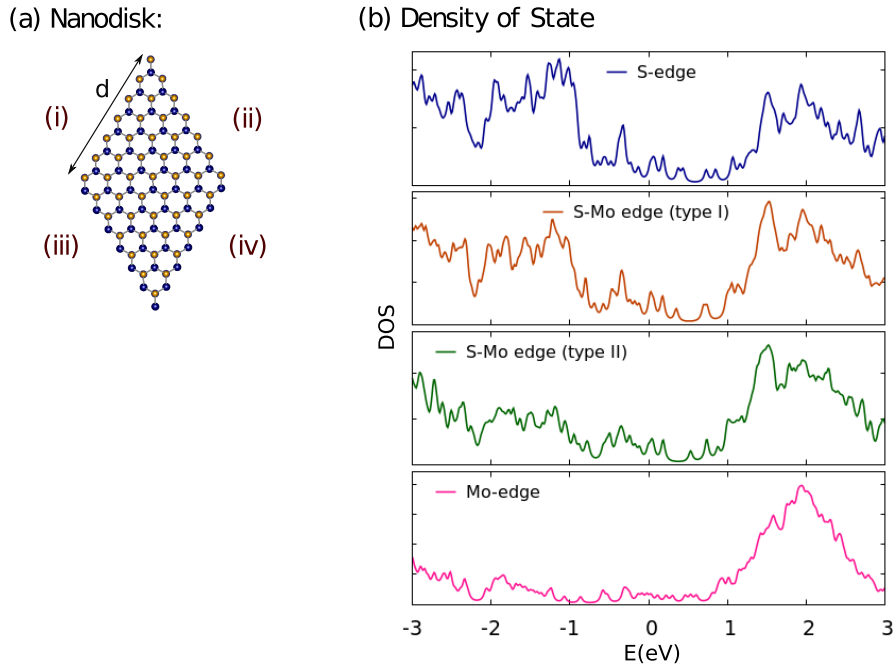 (a) Nanodisk:
d
(i)
(ii)
(iii)
(iv)
(b) Density of State
S-edge
S-Mo edge (type I)
S-Mo edge (type II)
Mo-edge
DOS
-3 -2 -1 0 1 2 3
E(eV)